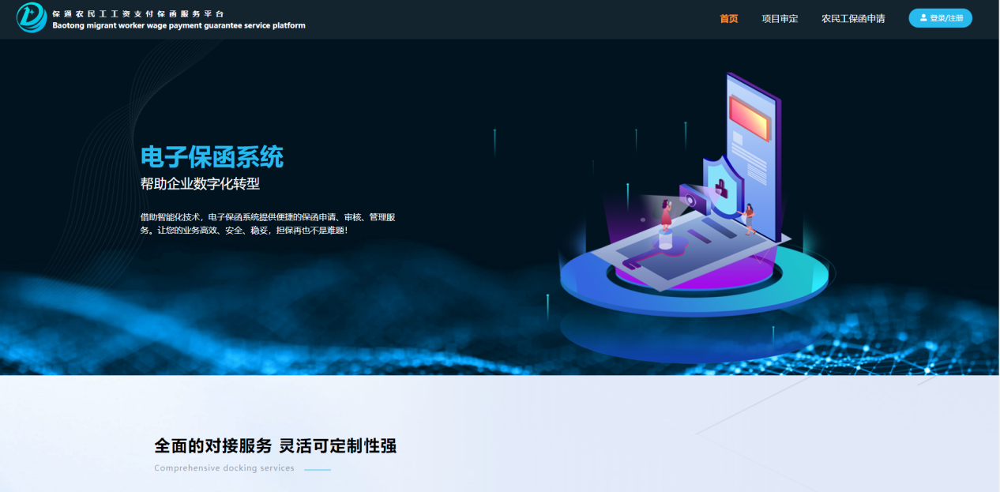 保通农民工工资支付保函服务平台
Baotong migrant worker wage payment guarantee service platform
首页 项目审定 农民工保函申请 登录/注册
电子保函系统
帮助企业数字化转型
借助智能化技术，电子保函系统提供便捷的保函申请、审核、管理服
务。让您的业务高效、安全、稳妥，担保再也不是难题！
全面的对接服务 灵活可定制性强
Comprehensive docking services